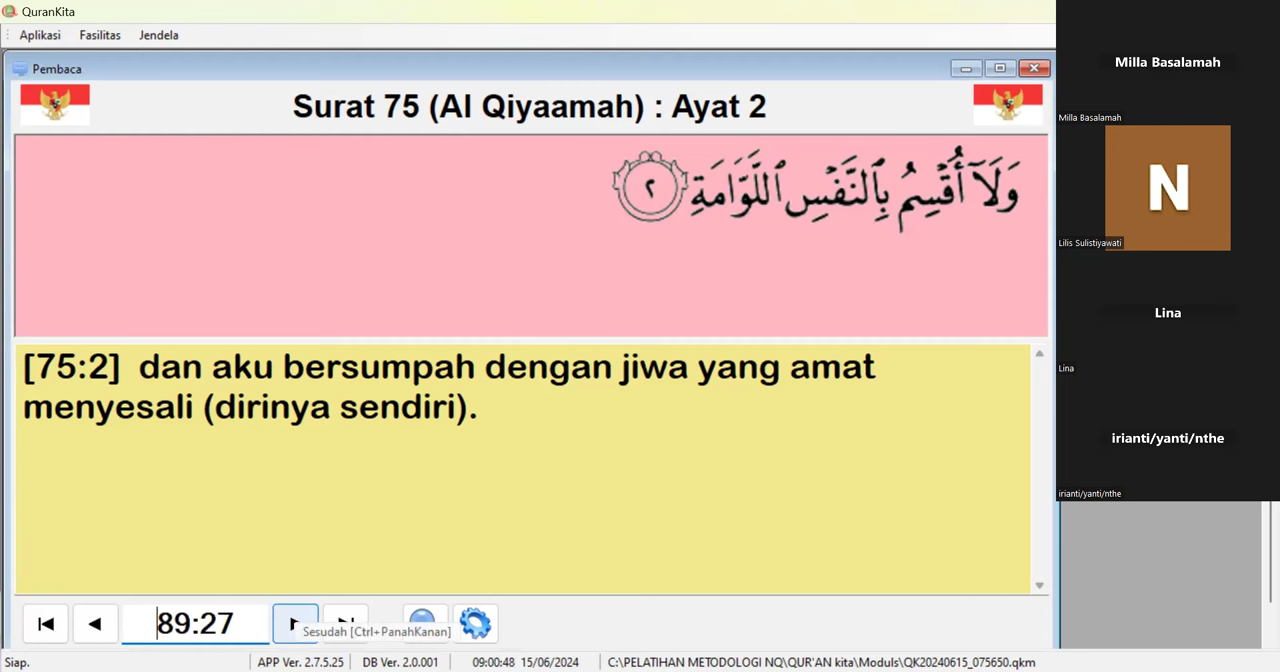 QuranKita
Aplikasi Fasilitas Jendela
Pembaca
Surat 75 (Al Qiyaamah) : Ayat 2
وَلَآ أُقْسِمُ بِٱلنَّفْسِ ٱللَّوَّامَةِ ٢
[75:2] dan aku bersumpah dengan jiwa yang amat
menyesali (dirinya sendiri).
89:27
Sesudah [Ctrl+PanahKanan]
Siap. APP Ver. 2.7.5.25 DB Ver. 2.0.001 09:00:48 15/06/2024 C:\PELATIHAN METODOLOGI NQ\QUR'AN kita\Moduls\QK20240615_075650.qkm
Milla Basalamah
Milla Basalamah
N
Lilis Sulistiyawati
Lina
Lina
irianti/yanti/nthe
irianti/yanti/nthe